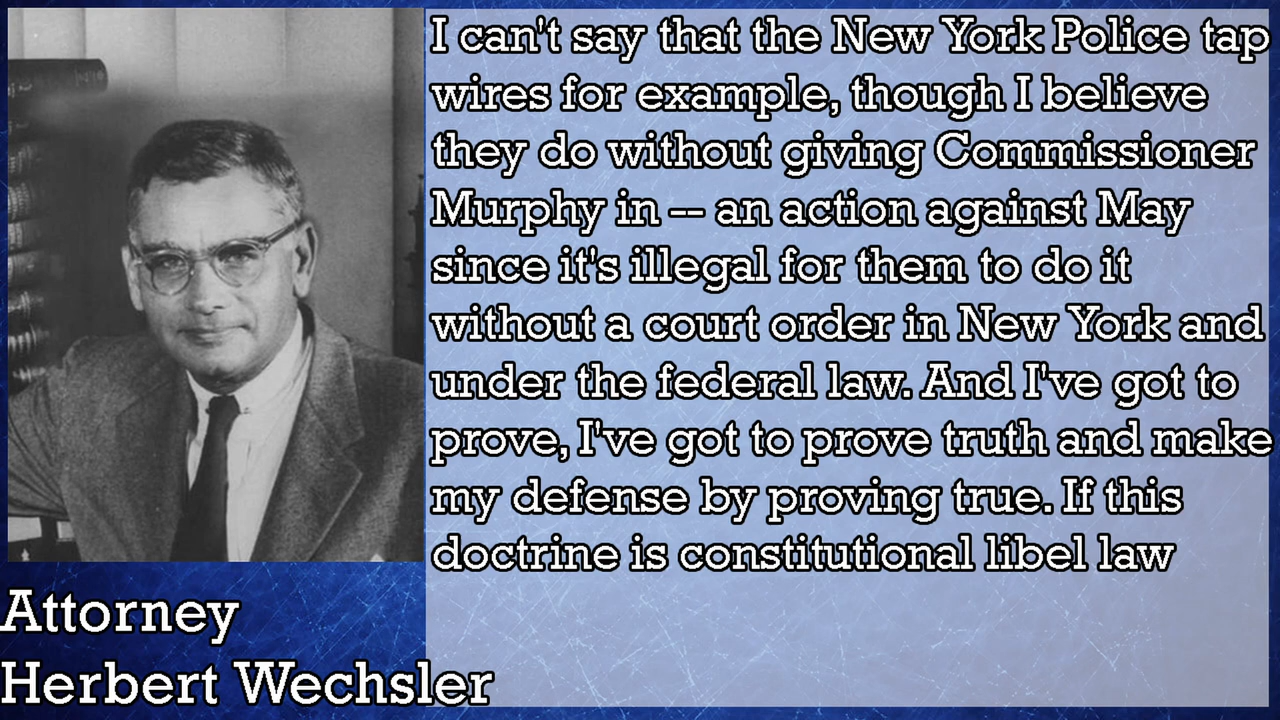 I can't say that the New York Police tap
wires for example, though I believe
they do without giving Commissioner
Murphy in -- an action against May
since it's illegal for them to do it
without a court order in New York and
under the federal law. And I've got to
prove, I've got to prove truth and make
my defense by proving true. If this
doctrine is constitutional libel law
Attorney
Herbert Wechsler